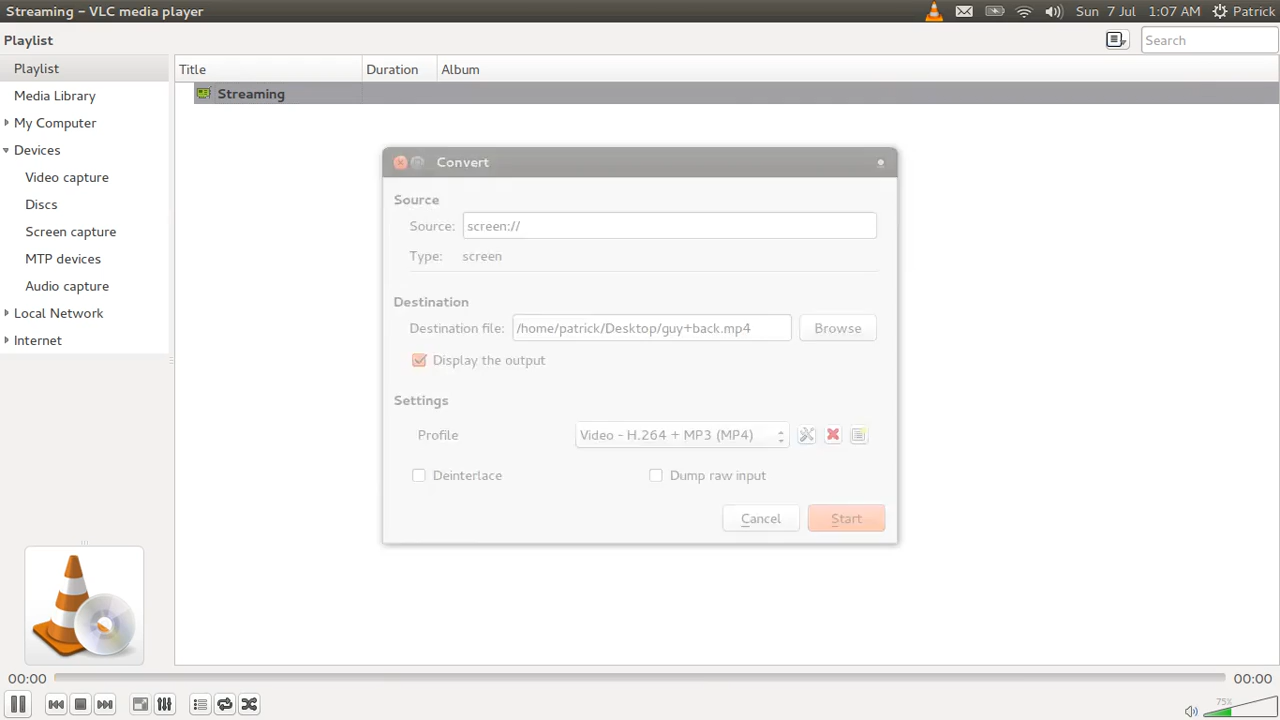 Streaming - VLC media player
Sun 7 Jul 1:07 AM Patrick
Playlist
Search
Playlist
Media Library
My Computer
Devices
Video capture
Discs
Screen capture
MTP devices
Audio capture
Local Network
Internet
Title Duration Album
Streaming
Convert
Source
Source: screen://
Type: screen
Destination
Destination file: /home/patrick/Desktop/guy+back.mp4 Browse
Display the output
Settings
Profile Video - H.264 + MP3 (MP4)
Deinterlace Dump raw input
Cancel Start
00:00 00:00
75%